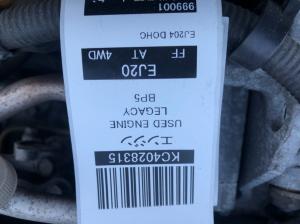 KC4028315
エンジン
USED ENGINE
LEGACY
BP5
EJ20
FF AT 4WD
EJ204 DOHC
999001